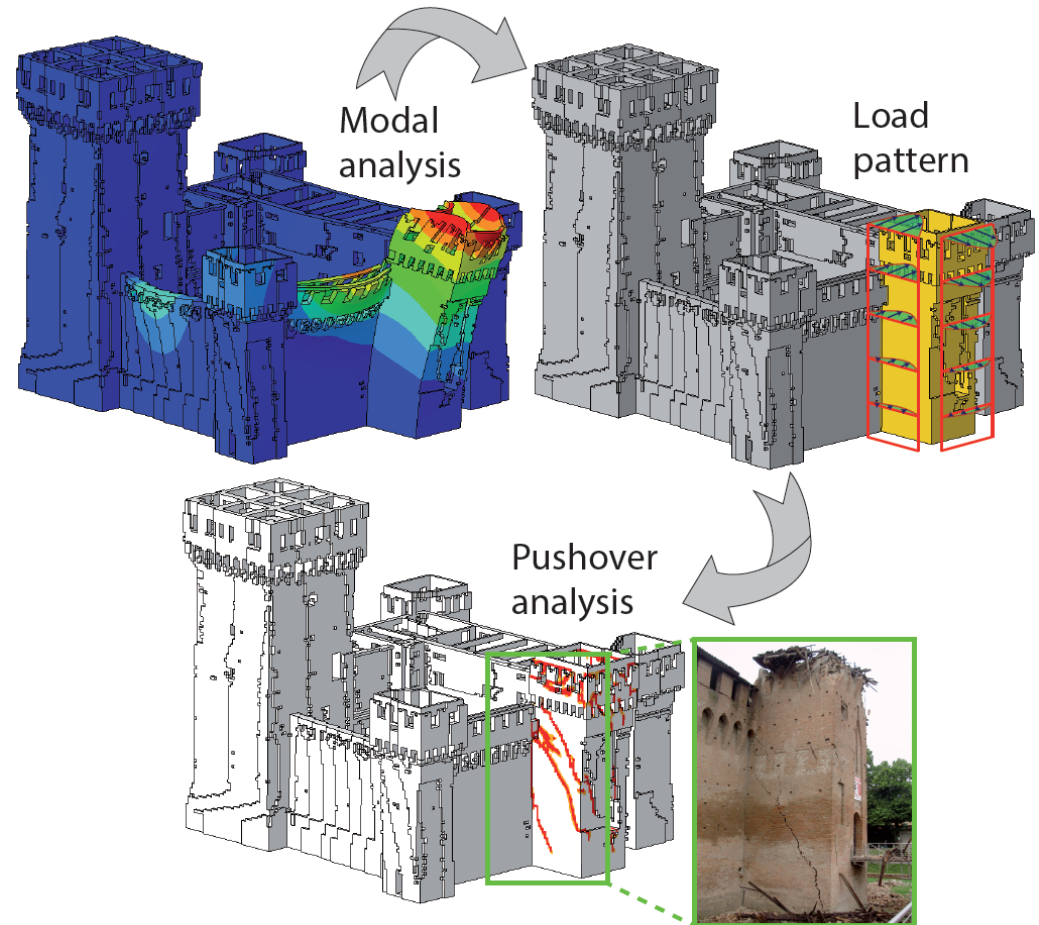 Modal
analysis
Load
pattern
Pushover
analysis